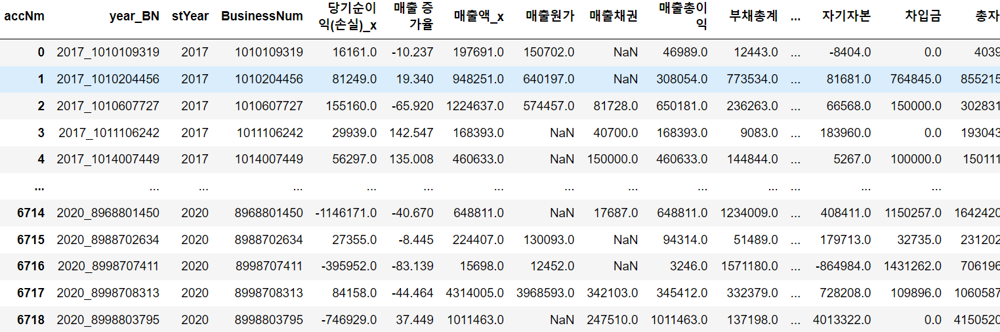 accNm year_BN stYear BusinessNum 당기순이익(손실)_x 매출 증가율 매출액_x 매출원가 매출채권 매출총이익 부채총계 ... 자기자본 차입금 총자
0 2017_1010109319 2017 1010109319 16161.0 -10.237 197691.0 150702.0 NaN 46989.0 12443.0 ... -8404.0 0.0 4039
1 2017_1010204456 2017 1010204456 81249.0 19.340 948251.0 640197.0 NaN 308054.0 773534.0 ... 81681.0 764845.0 855215
2 2017_1010607727 2017 1010607727 155160.0 -65.920 1224637.0 574457.0 81728.0 650181.0 236263.0 ... 66568.0 150000.0 302831
3 2017_1011106242 2017 1011106242 29939.0 142.547 168393.0 NaN 40700.0 168393.0 9083.0 ... 183960.0 0.0 193043
4 2017_1014007449 2017 1014007449 56297.0 135.008 460633.0 NaN 150000.0 460633.0 144844.0 ... 5267.0 100000.0 150111
... ... ... ... ... ... ... ... ... ... ... ... ... ...
6714 2020_8968801450 2020 8968801450 -1146171.0 -40.670 648811.0 NaN 17687.0 648811.0 1234009.0 ... 408411.0 1150257.0 1642420
6715 2020_8988702634 2020 8988702634 27355.0 -8.445 224407.0 130093.0 NaN 94314.0 51489.0 ... 179713.0 32735.0 231202
6716 2020_8998707411 2020 8998707411 -395952.0 -83.139 15698.0 12452.0 NaN 3246.0 1571180.0 ... -864984.0 1431262.0 706196
6717 2020_8998708313 2020 8998708313 84158.0 -44.464 4314005.0 3968593.0 342103.0 345412.0 332379.0 ... 728208.0 109896.0 1060587
6718 2020_8998803795 2020 8998803795 -746929.0 37.449 1011463.0 NaN 247510.0 1011463.0 137198.0 ... 4013322.0 0.0 4150520